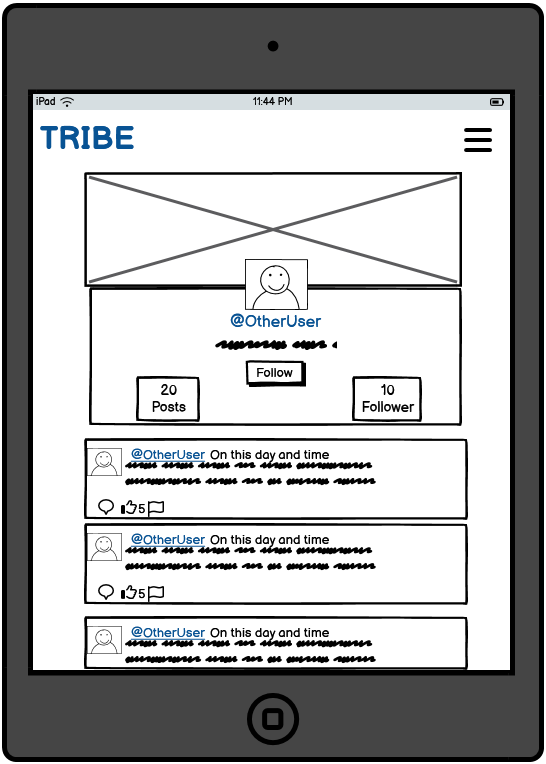 iPad 11:44 PM
TRIBE
@OtherUser
Follow
20 10
Posts Follower
@OtherUser On this day and time
5
@OtherUser On this day and time
5
@OtherUser On this day and time